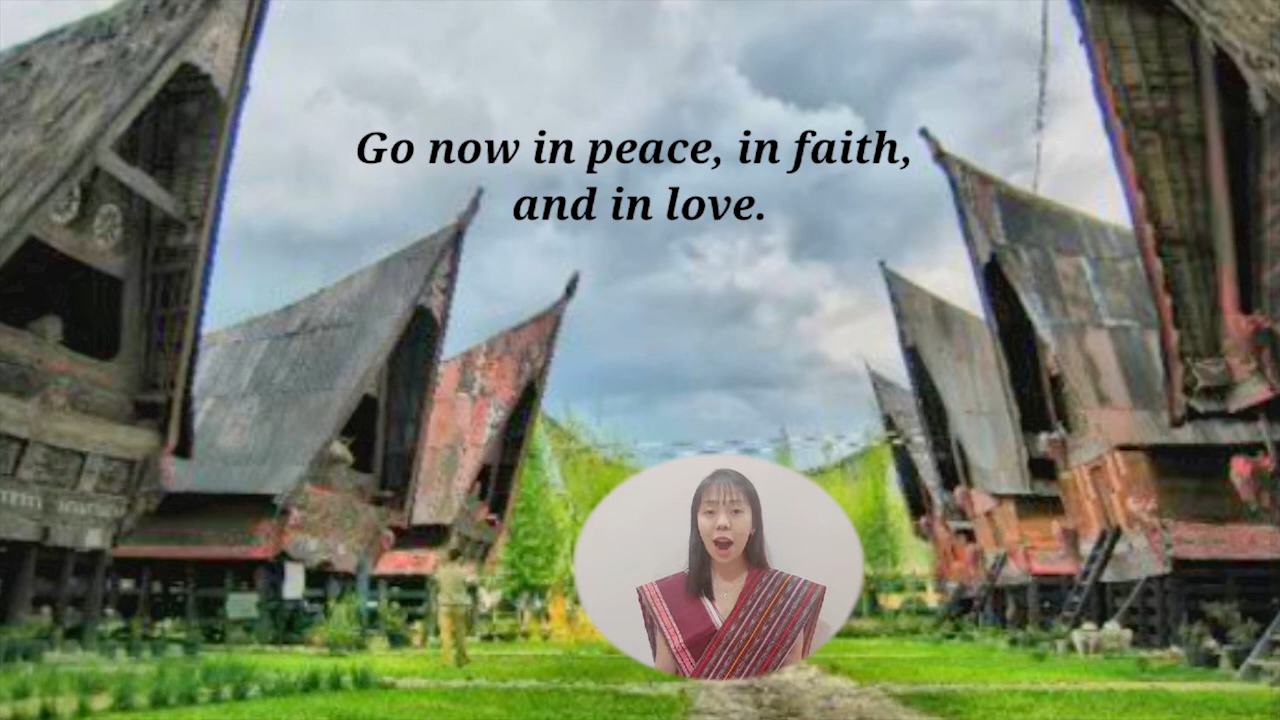 Go now in peace, in faith,
and in love.